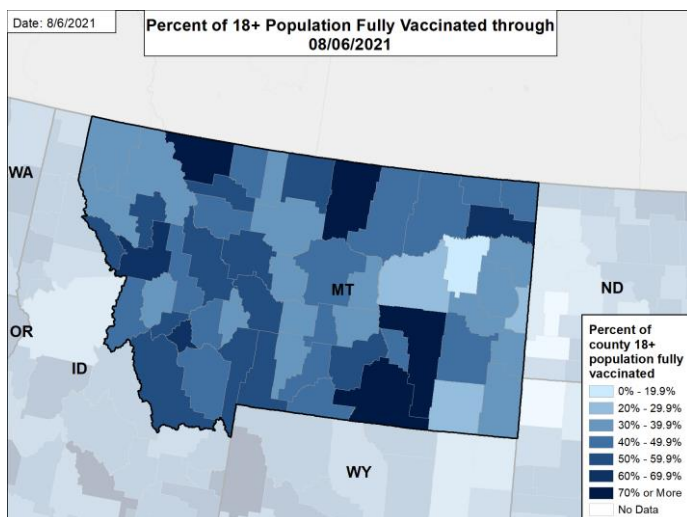 Date: 8/6/2021
Percent of 18+ Population Fully Vaccinated through
08/06/2021
WA
MT
ND
OR
ID
WY
Percent of
county 18+
population fully
vaccinated
0% - 19.9%
20% - 29.9%
30% - 39.9%
40% - 49.9%
50% - 59.9%
60% - 69.9%
70% or More
No Data